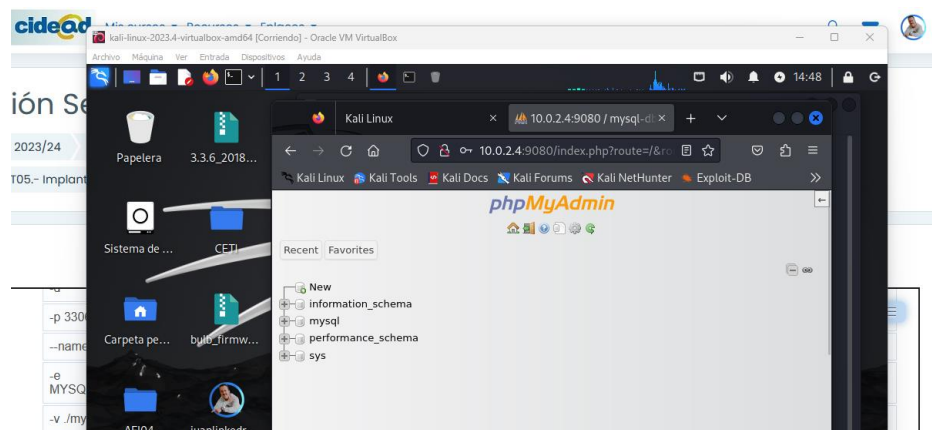 cidead
Mis cursos Recursos Enlaces
kali-linux-2023.4-virtualbox-amd64 [Corriendo] - Oracle VM VirtualBox
Archivo Máquina Ver Entrada Dispositivos Ayuda
1 2 3 4
14:48
ión Se
2023/24
T05.- Implant
Kali Linux
10.0.2.4:9080 / mysql-db
10.0.2.4:9080/index.php?route=/&ro
Kali Linux Kali Tools Kali Docs Kali Forums Kali NetHunter Exploit-DB
Papelera
3.3.6_2018...
phpMyAdmin
Recent Favorites
Sistema de ...
CETI
New
information_schema
mysql
performance_schema
sys
Carpeta pe...
bulb_firmw...
-d
-p 330
--name
-e
MYSQ
-v ./my